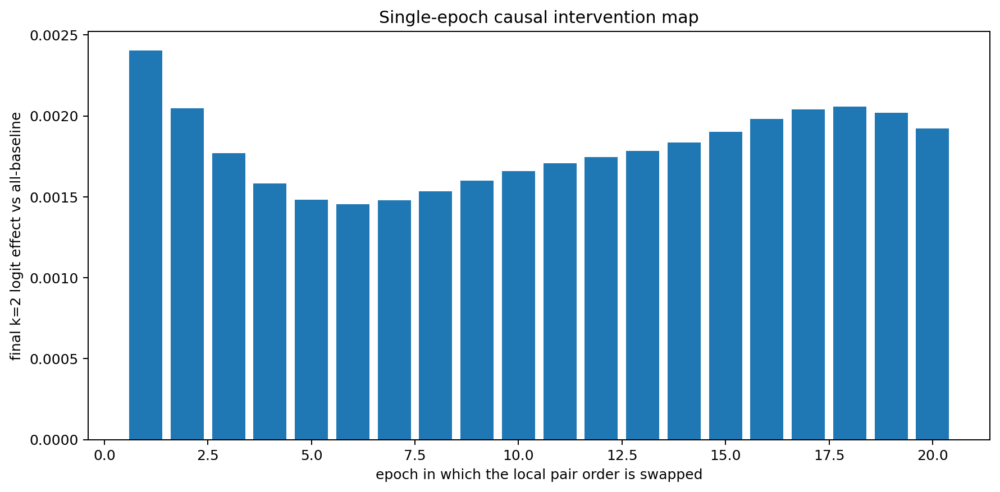 Single-epoch causal intervention map
final k=2 logit effect vs all-baseline
0.0025
0.0020
0.0015
0.0010
0.0005
0.0000
0.0 2.5 5.0 7.5 10.0 12.5 15.0 17.5 20.0
epoch in which the local pair order is swapped